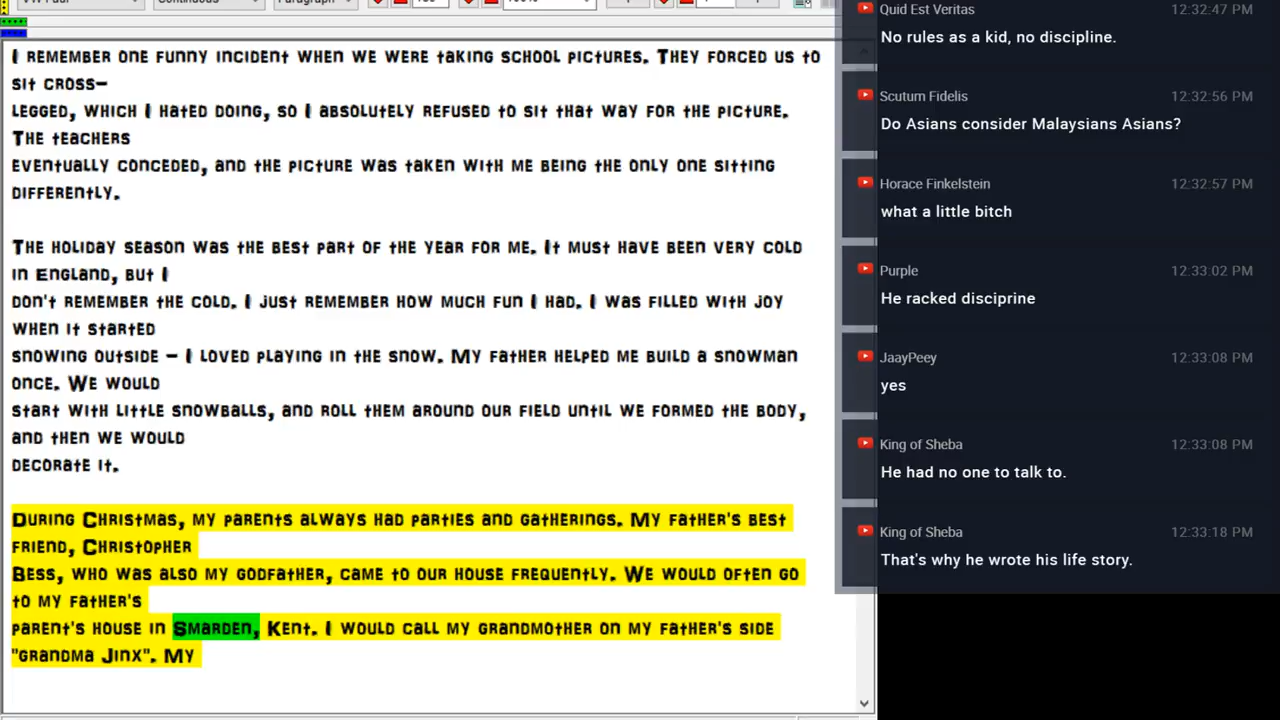 Continuous
Paragraph
I remember one funny incident when we were taking school pictures. They forced us to
sit cross-
legged, which I hated doing, so I absolutely refused to sit that way for the picture.
The teachers
eventually conceded, and the picture was taken with me being the only one sitting
differently.
The holiday season was the best part of the year for me. It must have been very cold
in England, but I
don't remember the cold. I just remember how much fun I had. I was filled with joy
when it started
snowing outside – I loved playing in the snow. My father helped me build a snowman
once. We would
start with little snowballs, and roll them around our field until we formed the body,
and then we would
decorate it.
During Christmas, my parents always had parties and gatherings. My father's best
friend, Christopher
Bess, who was also my godfather, came to our house frequently. We would often go
to my father's
parent's house in Smarden, Kent. I would call my grandmother on my father's side
"grandma Jinx". My
Quid Est Veritas 12:32:47 PM
No rules as a kid, no discipline.
Scutum Fidelis 12:32:56 PM
Do Asians consider Malaysians Asians?
Horace Finkelstein 12:32:57 PM
what a little bitch
Purple 12:33:02 PM
He racked disciprine
JaayPeey 12:33:08 PM
yes
King of Sheba 12:33:08 PM
He had no one to talk to.
King of Sheba 12:33:18 PM
That's why he wrote his life story.